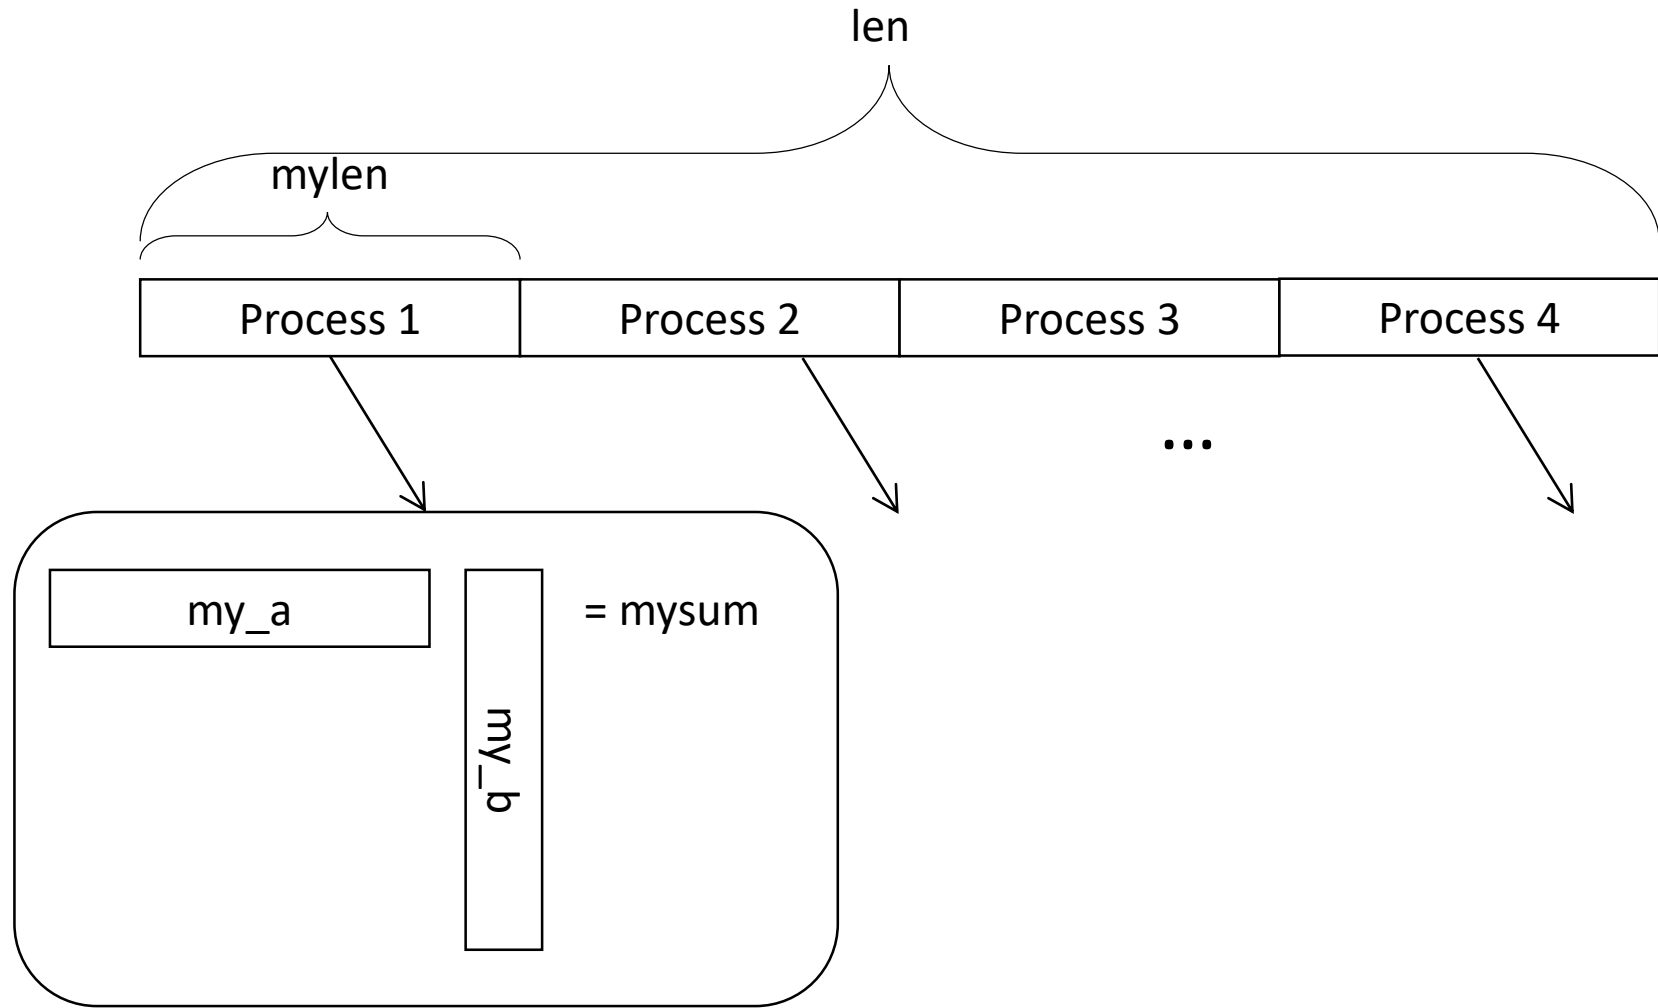 len
mylen
Process 1
Process 2
Process 3
Process 4
...
my_a
my_b
= mysum